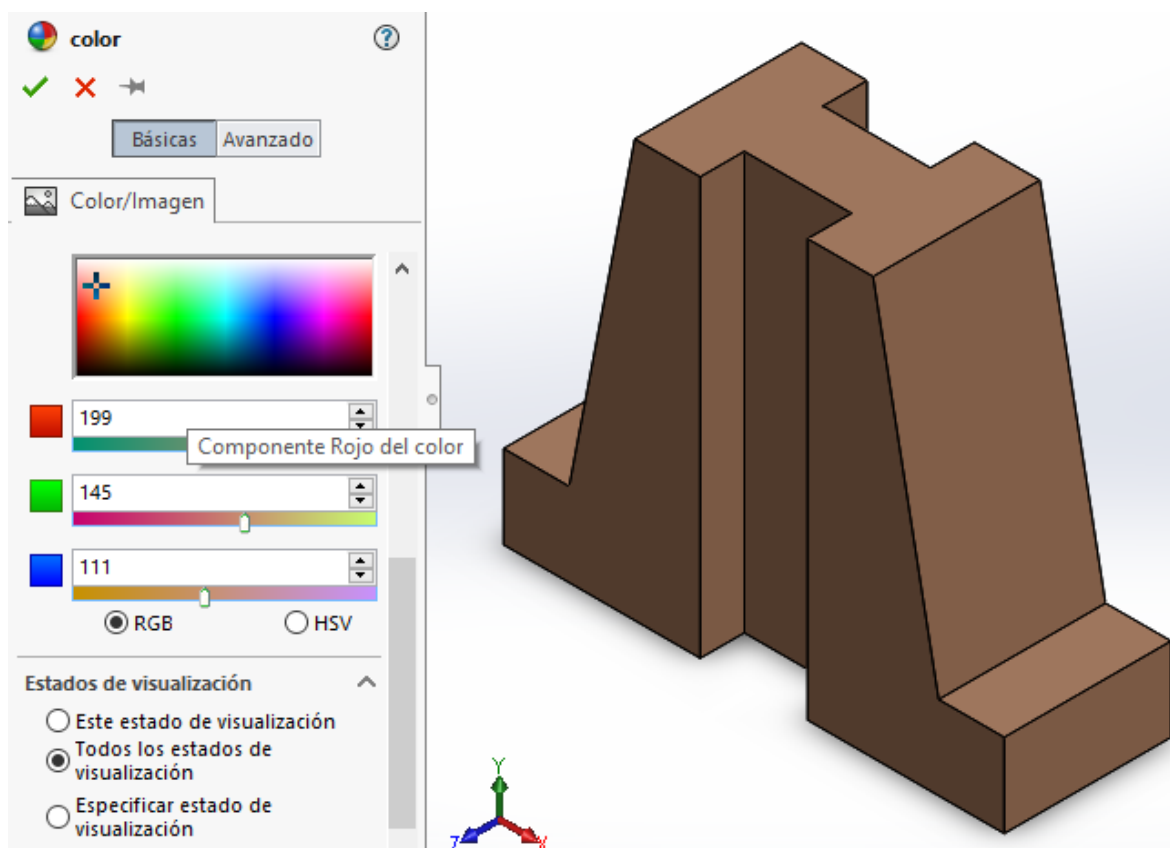 color
?
Básicas Avanzado
Color/Imagen
199
Componente Rojo del color
145
111
RGB HSV
Estados de visualización
Este estado de visualización
Todos los estados de
visualización
Especificar estado de
visualización
Y
Z X